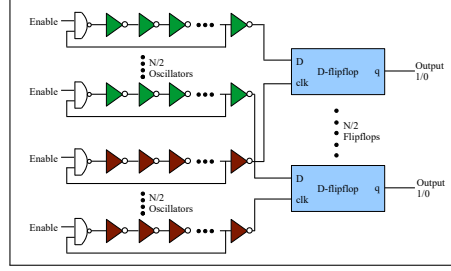 Enable
N/2
Oscillators
Enable
Enable
N/2
Oscillators
Enable
D
D-flipflop
q
clk
Output
1/0
N/2
Flipflops
D
D-flipflop
q
clk
Output
1/0